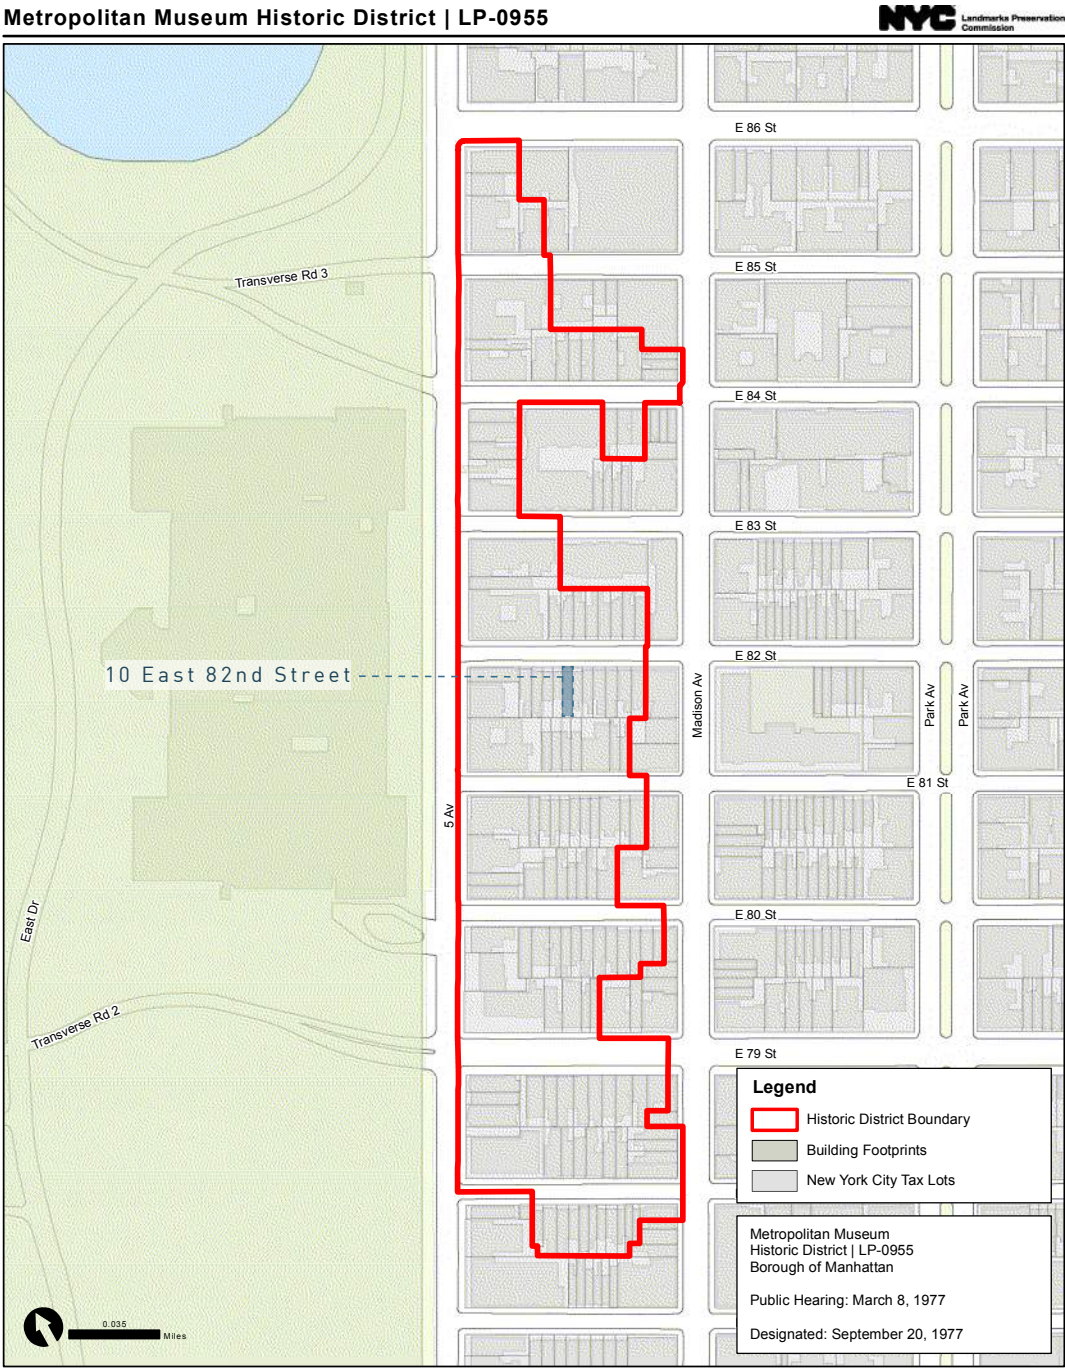 Metropolitan Museum Historic District | LP-0955
NYC Landmarks Preservation
Commission
E 86 St
Transverse Rd 3
E 85 St
E 84 St
E 83 St
E 82 St
10 East 82nd Street
Madison Av
Park Av
Park Av
E 81 St
5 Av
East Dr
E 80 St
Transverse Rd 2
E 79 St
Legend
Historic District Boundary
Building Footprints
New York City Tax Lots
Metropolitan Museum
Historic District | LP-0955
Borough of Manhattan
Public Hearing: March 8, 1977
Designated: September 20, 1977
0.035
Miles